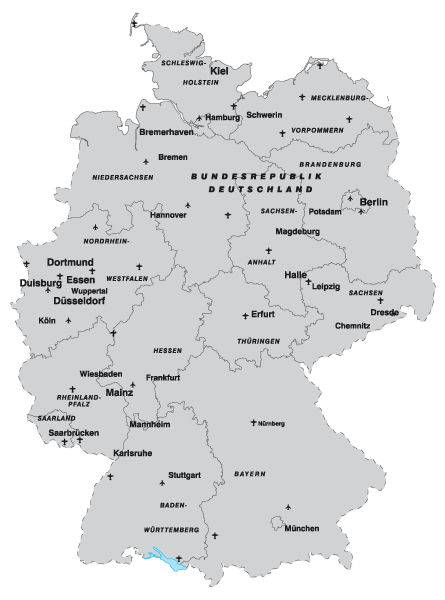 SCHLESWIG-
HOLSTEIN
Kiel
MECKLENBURG-
VORPOMMERN
Hamburg
Schwerin
Bremerhaven
Bremen
NIEDERSACHSEN
BRANDENBURG
BUNDESREPUBLIK
DEUTSCHLAND
Berlin
Potsdam
Hannover
SACHSEN-
ANHALT
Magdeburg
NORDRHEIN-
WESTFALEN
Dortmund
Essen
Duisburg
Wuppertal
Düsseldorf
Köln
Halle
Leipzig
SACHSEN
Dresde
Chemnitz
Erfurt
THÜRINGEN
HESSEN
Wiesbaden
Frankfurt
Mainz
RHEINLAND-
PFALZ
SAARLAND
Saarbrücken
Mannheim
Nürnberg
Karlsruhe
Stuttgart
BAYERN
BADEN-
WÜRTTEMBERG
München